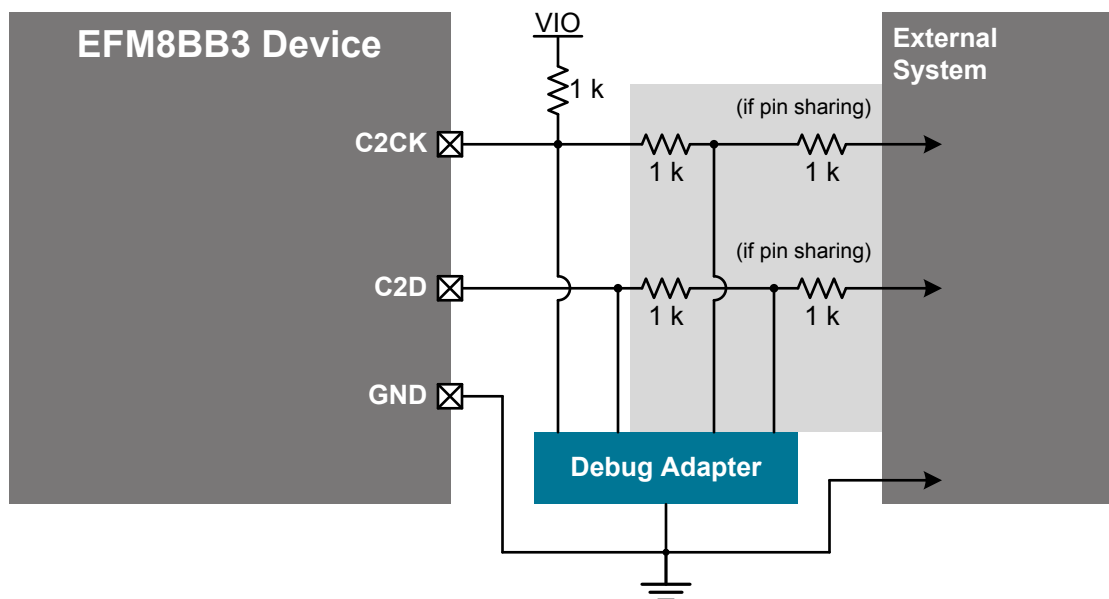 VIO
EFM8BB3 Device
External
System
1 k
(if pin sharing)
C2CK
1 k
1 k
(if pin sharing)
C2D
1 k
1 k
GND
Debug Adapter